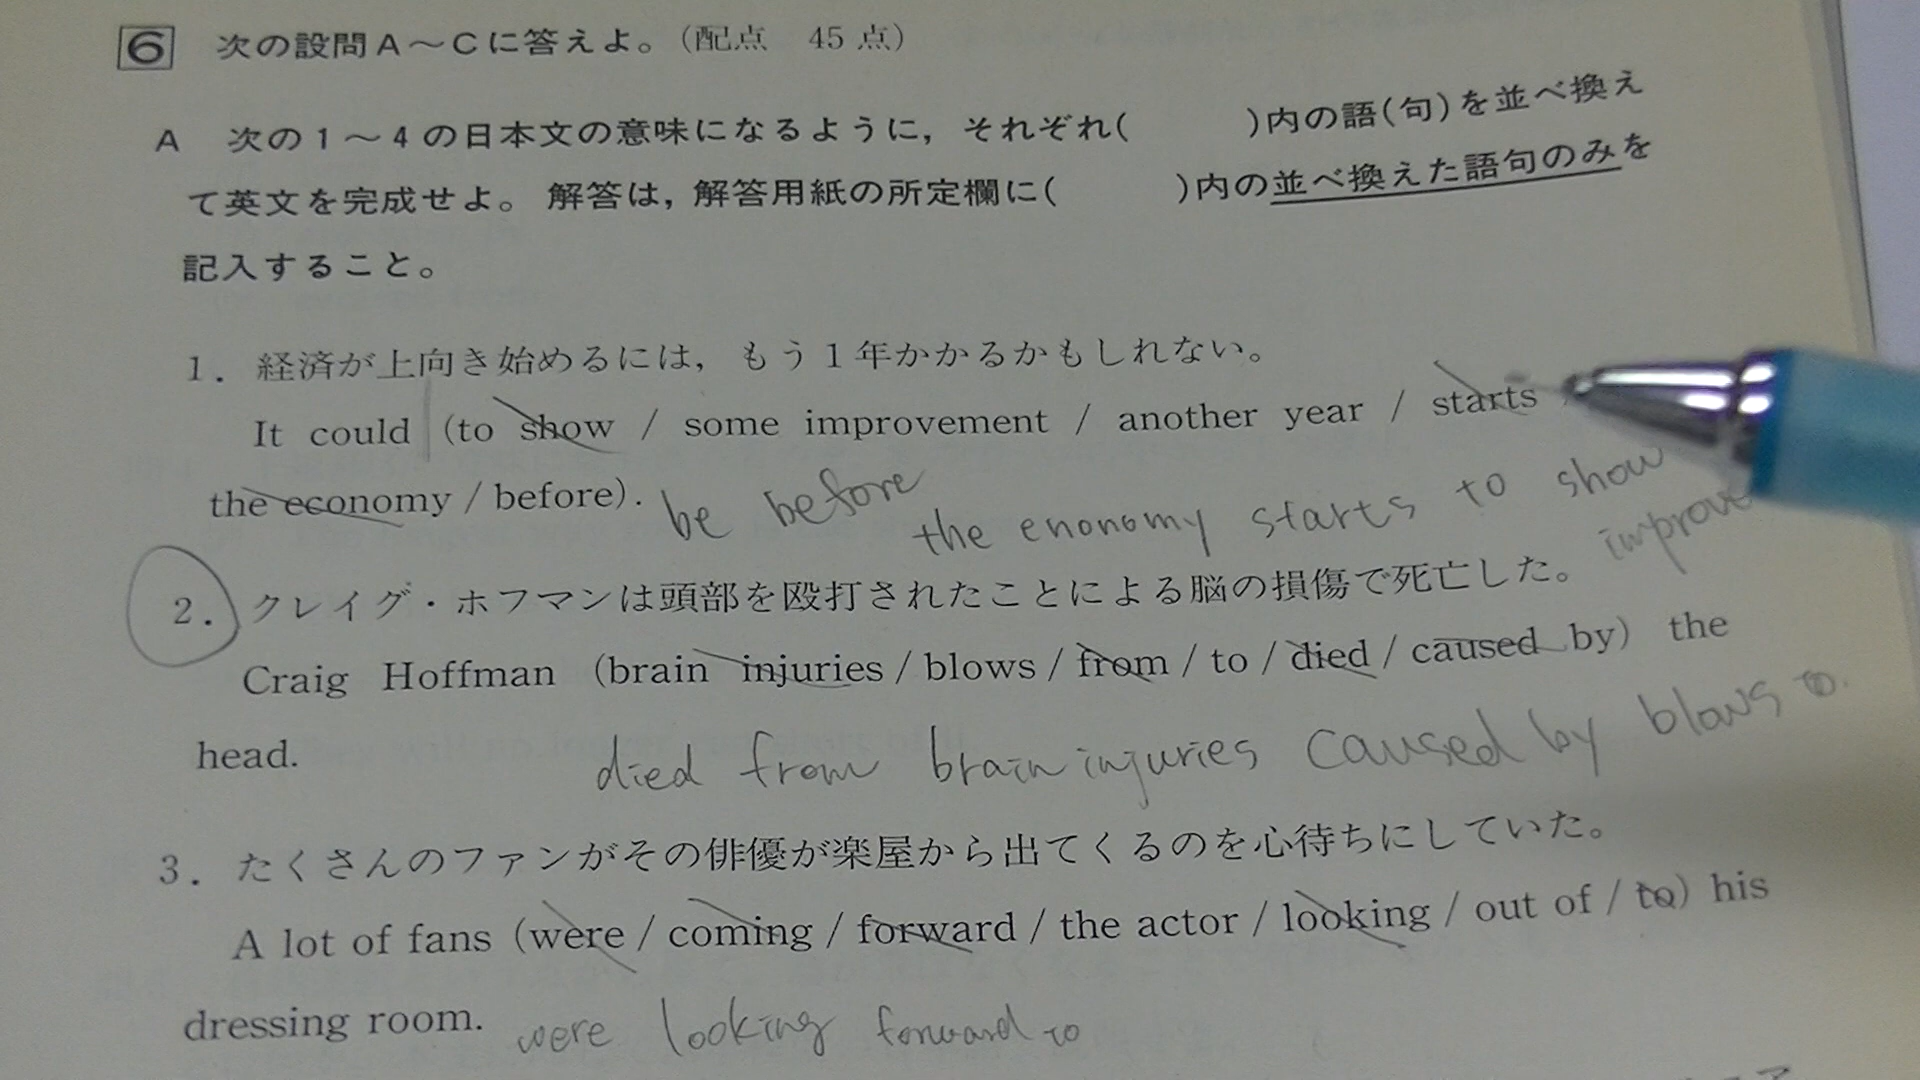 6 次の設問A～Cに答えよ。(配点 45点)
A 次の1～4の日本文の意味になるように，それぞれ( )内の語(句)を並べ換え
て英文を完成せよ。解答は，解答用紙の所定欄に( )内の並べ換えた語句のみを
記入すること。
1. 経済が上向き始めるには，もう1年かかるかもしれない。
It could (to show / some improvement / another year / starts
the economy / before).
be before
the enonomy starts to show
improve
2. クレイグ・ホフマンは頭部を殴打されたことによる脳の損傷で死亡した。
Craig Hoffman (brain injuries / blows / from / to / died / caused by) the
head.
died from brain injuries caused by blows to
3. たくさんのファンがその俳優が楽屋から出てくるのを心待ちにしていた。
A lot of fans (were / coming / forward / the actor / looking / out of / to) his
dressing room.
were looking forward to